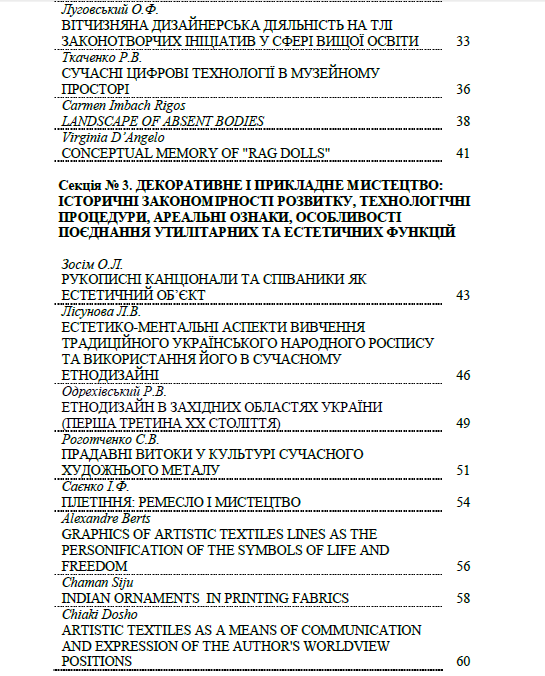 Луговський О.Ф.
ВІТЧИЗНЯНА ДИЗАЙНЕРСЬКА ДІЯЛЬНІСТЬ НА ТЛІ
ЗАКОНОТВОРЧИХ ІНІЦІАТИВ У СФЕРІ ВИЩОЇ ОСВІТИ 33
Ткаченко Р.В.
СУЧАСНІ ЦИФРОВІ ТЕХНОЛОГІЇ В МУЗЕЙНОМУ
ПРОСТОРІ 36
Carmen Imbach Rigos
LANDSCAPE OF ABSENT BODIES 38
Virginia D'Angelo
CONCEPTUAL MEMORY OF "RAG DOLLS" 41
Секція № 3. ДЕКОРАТИВНЕ І ПРИКЛАДНЕ МИСТЕЦТВО:
ІСТОРИЧНІ ЗАКОНОМІРНОСТІ РОЗВИТКУ, ТЕХНОЛОГІЧНІ
ПРОЦЕДУРИ, АРЕАЛЬНІ ОЗНАКИ, ОСОБЛИВОСТІ
ПОЄДНАННЯ УТИЛІТАРНИХ ТА ЕСТЕТИЧНИХ ФУНКЦІЙ
Зосім О.Л.
РУКОПИСНІ КАНЦІОНАЛИ ТА СПІВАНИКИ ЯК
ЕСТЕТИЧНИЙ ОБ’ЄКТ 43
Лісунова Л.В.
ЕСТЕТИКО-МЕНТАЛЬНІ АСПЕКТИ ВИВЧЕННЯ
ТРАДИЦІЙНОГО УКРАЇНСЬКОГО НАРОДНОГО РОСПИСУ
ТА ВИКОРИСТАННЯ ЙОГО В СУЧАСНОМУ
ЕТНОДИЗАЙНІ 46
Одрехівський Р.В.
ЕТНОДИЗАЙН В ЗАХІДНИХ ОБЛАСТЯХ УКРАЇНИ
(ПЕРША ТРЕТИНА ХХ СТОЛІТТЯ) 49
Роготченко С.В.
ПРАДАВНІ ВИТОКИ У КУЛЬТУРІ СУЧАСНОГО
ХУДОЖНЬОГО МЕТАЛУ 51
Саєнко І.Ф.
ПЛЕТІННЯ: РЕМЕСЛО І МИСТЕЦТВО 54
Alexandre Berts
GRAPHICS OF ARTISTIC TEXTILES LINES AS THE
PERSONIFICATION OF THE SYMBOLS OF LIFE AND
FREEDOM 56
Chaman Siju
INDIAN ORNAMENTS IN PRINTING FABRICS 58
Chiaki Dosho
ARTISTIC TEXTILES AS A MEANS OF COMMUNICATION
AND EXPRESSION OF THE AUTHOR'S WORLDVIEW
POSITIONS 60